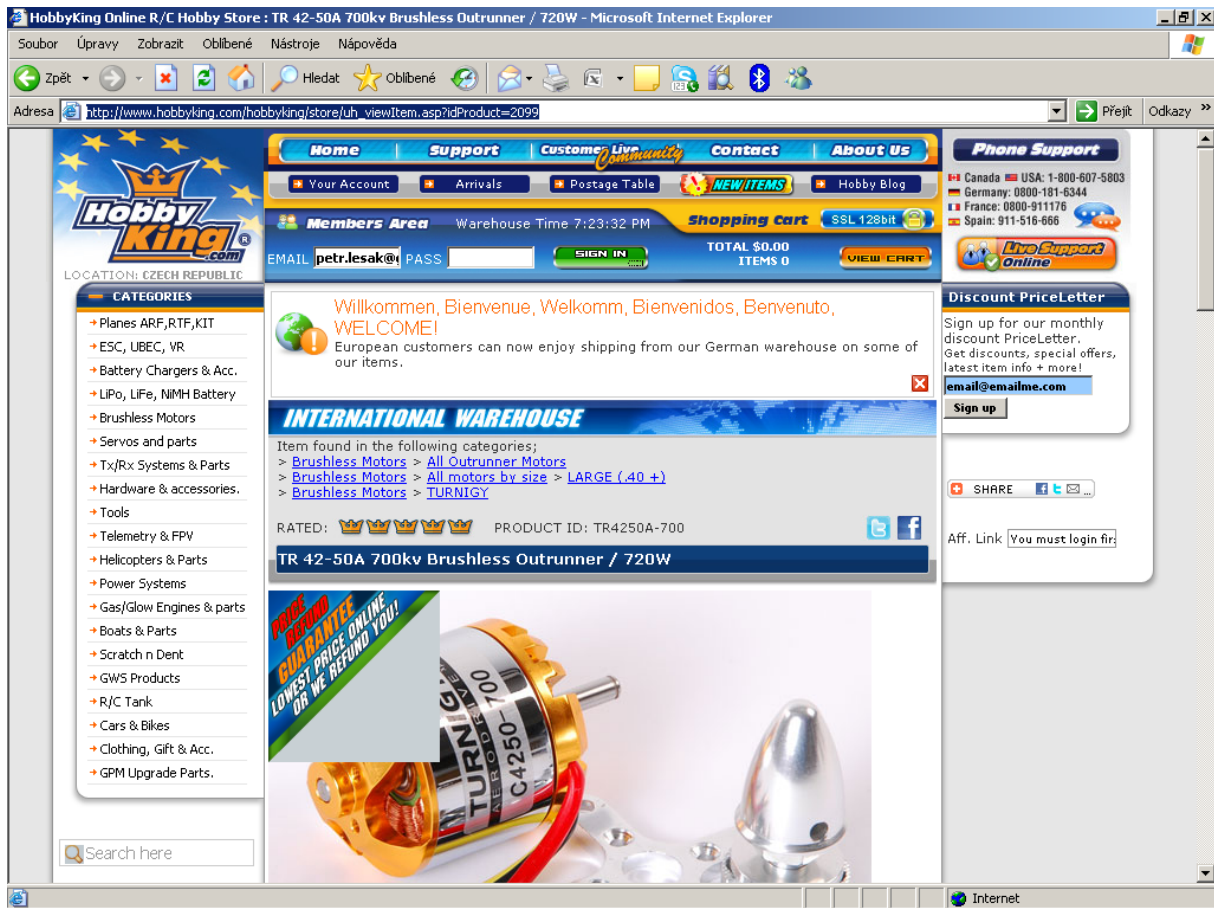 HobbyKing Online R/C Hobby Store : TR 42-50A 700kv Brushless Outrunner / 720W - Microsoft Internet Explorer
Soubor Úpravy Zobrazit Oblíbené Nástroje Nápověda
Zpět Hledat Oblíbené
Adresa http://www.hobbyking.com/hobbyking/store/uh_viewItem.asp?idProduct=2099 Přejít Odkazy »
Hobby
King
.com
LOCATION: CZECH REPUBLIC
Home Support Customer Live Community Contact About Us
Your Account Arrivals Postage Table NEW ITEMS Hobby Blog
Members Area Warehouse Time 7:23:32 PM Shopping Cart SSL 128bit
EMAIL petr.lesak@ PASS SIGN IN TOTAL $0.00
ITEMS 0 VIEW CART
Phone Support
Canada USA: 1-800-607-5803
Germany: 0800-181-6344
France: 0800-911176
Spain: 911-516-666
Live Support
Online
CATEGORIES
Planes ARF,RTF,KIT
ESC, UBEC, VR
Battery Chargers & Acc.
LiPo, LiFe, NiMH Battery
Brushless Motors
Servos and parts
Tx/Rx Systems & Parts
Hardware & accessories.
Tools
Telemetry & FPV
Helicopters & Parts
Power Systems
Gas/Glow Engines & parts
Boats & Parts
Scratch n Dent
GWS Products
R/C Tank
Cars & Bikes
Clothing, Gift & Acc.
GPM Upgrade Parts.
Search here
Willkommen, Bienvenue, Welkomm, Bienvenidos, Benvenuto,
WELCOME!
European customers can now enjoy shipping from our German warehouse on some of
our items.
INTERNATIONAL WAREHOUSE
Item found in the following categories;
> Brushless Motors > All Outrunner Motors
> Brushless Motors > All motors by size > LARGE (.40 +)
> Brushless Motors > TURNIGY
RATED: PRODUCT ID: TR4250A-700
TR 42-50A 700kv Brushless Outrunner / 720W
PRICE
REFUND
GUARANTEE
LOWEST PRICE ONLINE
OR WE REFUND YOU!
TURNIG
AERODRIVE
C4250-700
Discount PriceLetter
Sign up for our monthly
discount PriceLetter.
Get discounts, special offers,
latest item info + more!
email@emailme.com
Sign up
SHARE ...
Aff. Link You must login fir
Internet